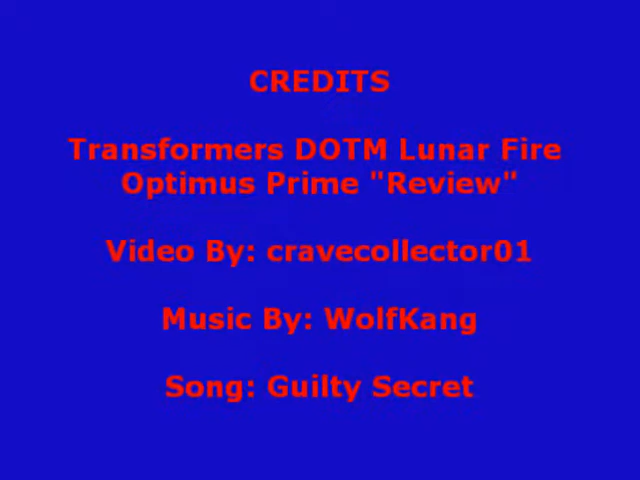 CREDITS
Transformers DOTM Lunar Fire
Optimus Prime "Review"
Video By: cravecollector01
Music By: WolfKang
Song: Guilty Secret